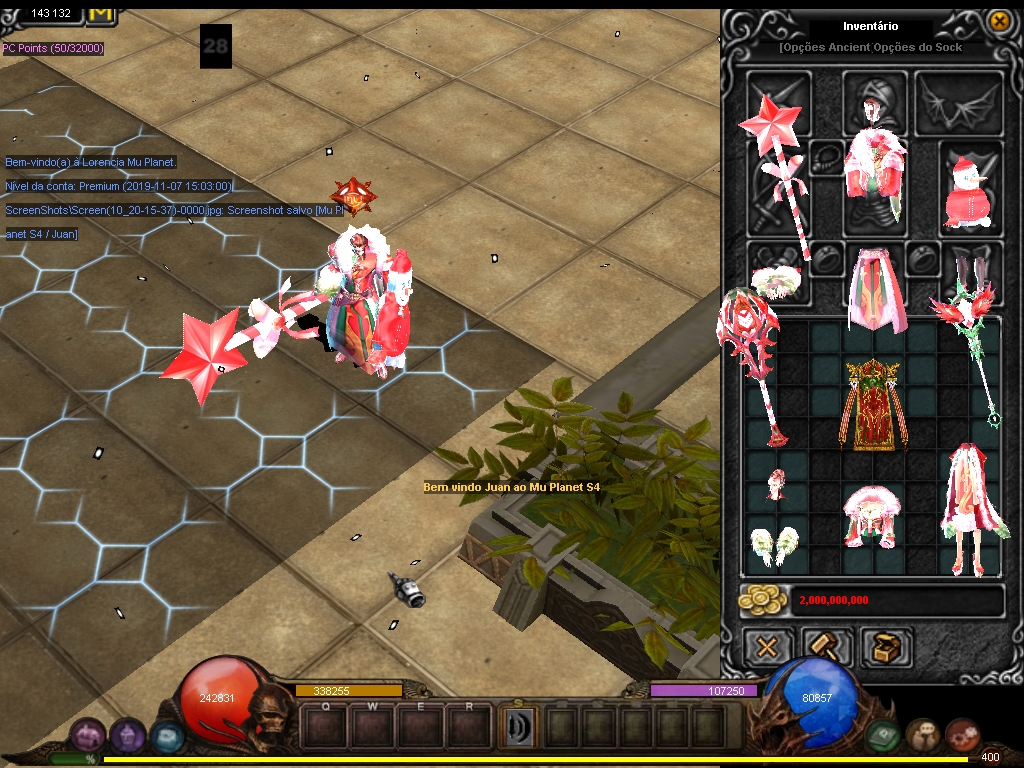 143 132
M
Inventário
PC Points (50/32000)
28
[Opções Ancient Opções do Sock
Bem-vindo(a) á Lorencia Mu Planet.
Nível da conta: Premium (2019-11-07 15:03:00)
ScreenShots\Screen(10_20-15-37)-0000.jpg: Screenshot salvo [Mu Pl
anet S4 / Juan]
Bem vindo Juan ao Mu Planet S4
2,000,000,000
338255
107250
242831
80857
Q W E R
S
%
400